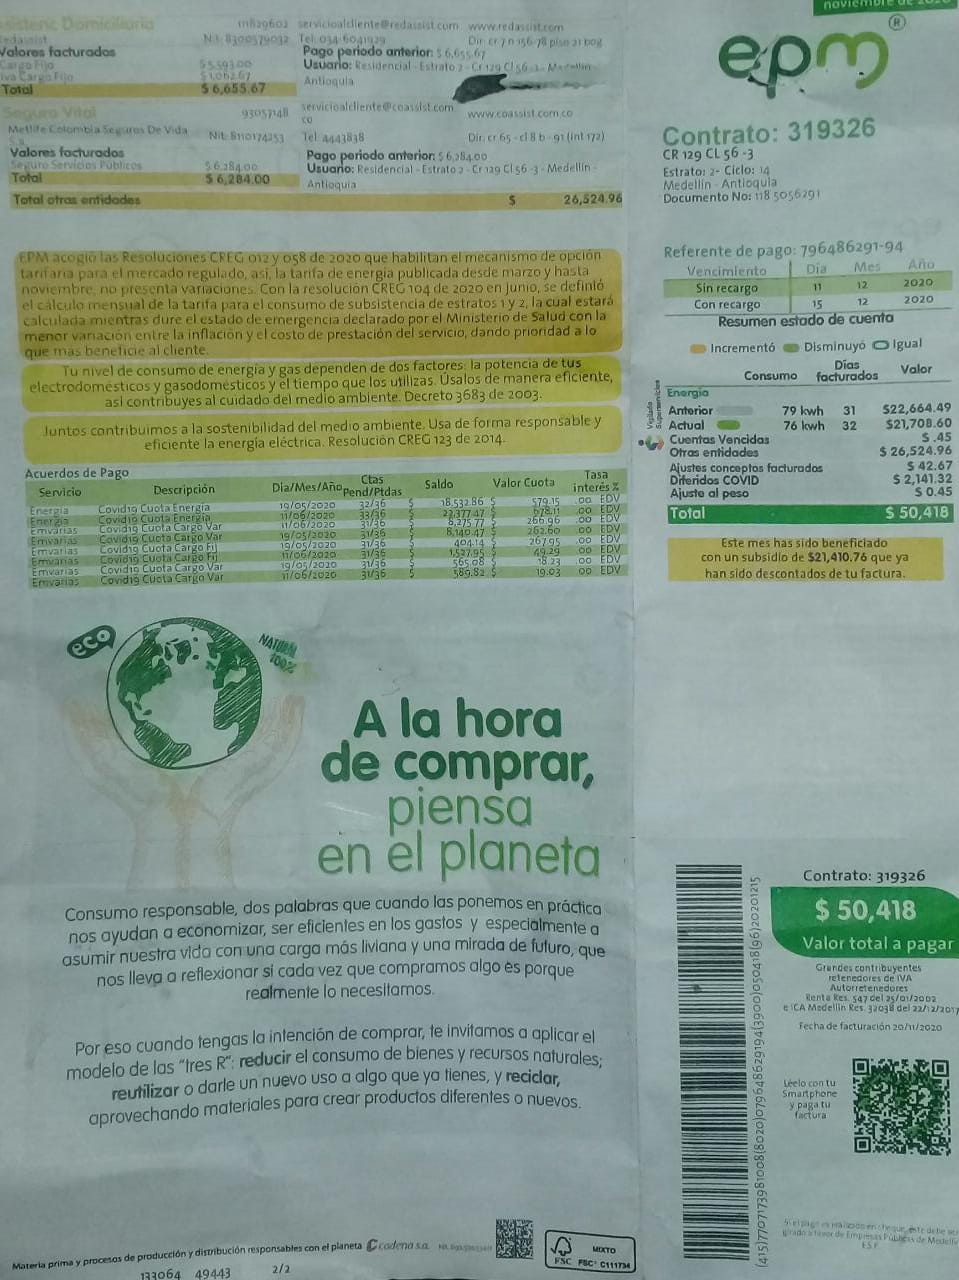 Asistenc Domiciliaria
servicioalcliente@redassist.com www.redassist.com
Redassist
Nit: 8300579032 Tel: 034 6041929 Dir: cr 7 n 156-78 piso 21 bog
Valores facturados
Pago periodo anterior: $ 6,655.67
Cargo Fijo $ 5,593.00
Usuario: Residencial - Estrato 2 - Cr 129 Cl 56 -3 - Medellin -
Iva Cargo Fijo $ 1,062.67
Antioquia
Total $ 6,655.67
Seguro Vital
93057148 servicioalcliente@coassist.com.co www.coassist.com.co
Metlife Colombia Seguros De Vida
Nit: 8110174253 Tel: 4443838 Dir: cr 65 - cl 8 b - 91 (int 172)
Valores facturados
Pago periodo anterior: $ 6,284.00
Seguro Servicios Públicos $ 6,284.00
Usuario: Residencial - Estrato 2 - Cr 129 Cl 56 -3 - Medellin -
Total $ 6,284.00
Antioquia
Total otras entidades $ 26,524.96
EPM acogió las Resoluciones CREG 012 y 058 de 2020 que habilitan el mecanismo de opción
tarifaria para el mercado regulado, así, la tarifa de energía publicada desde marzo y hasta
noviembre, no presenta variaciones. Con la resolución CREG 104 de 2020 en junio, se definió
el cálculo mensual de la tarifa para el consumo de subsistencia de estratos 1 y 2, la cual estará
calculada mientras dure el estado de emergencia declarado por el Ministerio de Salud con la
menor variación entre la inflación y el costo de prestación del servicio, dando prioridad a lo
que mas beneficie al cliente.
Tu nivel de consumo de energía y gas dependen de dos factores: la potencia de tus
electrodomésticos y gasodomésticos y el tiempo que los utilizas. Úsalos de manera eficiente,
así contribuyes al cuidado del medio ambiente. Decreto 3683 de 2003.
Juntos contribuimos a la sostenibilidad del medio ambiente. Usa de forma responsable y
eficiente la energía eléctrica. Resolución CREG 123 de 2014.
Acuerdos de Pago
Servicio Descripción Dia/Mes/Año Ctas Pend/Ptdas Saldo Valor Cuota Tasa interés %
Energía Covid19 Cuota Energía 19/05/2020 32/36 $ 18,532.86 $ 579.15 .00 EDV
Energía Covid19 Cuota Energía 11/06/2020 33/36 $ 22,377.47 $ 678.11 .00 EDV
Emvarias Covid19 Cuota Cargo Var 11/06/2020 31/36 $ 8,275.77 $ 266.96 .00 EDV
Emvarias Covid19 Cuota Cargo Var 19/05/2020 31/36 $ 8,140.47 $ 262.60 .00 EDV
Emvarias Covid19 Cuota Cargo Fij 19/05/2020 31/36 $ 404.14 $ 267.95 .00 EDV
Emvarias Covid19 Cuota Cargo Fij 11/06/2020 31/36 $ 1,527.95 $ 49.29 .00 EDV
Emvarias Covid19 Cuota Cargo Var 19/05/2020 31/36 $ 565.08 $ 18.23 .00 EDV
Emvarias Covid19 Cuota Cargo Var 11/06/2020 31/36 $ 589.82 $ 19.03 .00 EDV
eco
NATURAL
100%
A la hora
de comprar,
piensa
en el planeta
Consumo responsable, dos palabras que cuando las ponemos en práctica
nos ayudan a economizar, ser eficientes en los gastos y especialmente a
asumir nuestra vida con una carga más liviana y una mirada de futuro, que
nos lleva a reflexionar si cada vez que compramos algo es porque
realmente lo necesitamos.
Por eso cuando tengas la intención de comprar, te invitamos a aplicar el
modelo de las "tres R": reducir el consumo de bienes y recursos naturales;
reutilizar o darle un nuevo uso a algo que ya tienes, y reciclar,
aprovechando materiales para crear productos diferentes o nuevos.
Materia prima y procesos de producción y distribución responsables con el planeta cadena s.a.
MIXTO
FSC FSC® C111734
133064 49443 2/2
noviembre de 2020
epm®
Contrato: 319326
CR 129 CL 56 -3
Estrato: 2- Ciclo: 14
Medellín - Antioquia
Documento No: 1185056291
Referente de pago: 796486291-94
Vencimiento Día Mes Año
Sin recargo 11 12 2020
Con recargo 15 12 2020
Resumen estado de cuenta
Incrementó Disminuyó Igual
Consumo Días facturados Valor
Energía
Anterior 79 kwh 31 $22,664.49
Actual 76 kwh 32 $21,708.60
Cuentas Vencidas $ .45
Otras entidades $ 26,524.96
Ajustes conceptos facturados $ 42.67
Diferidos COVID $ 2,141.32
Ajuste al peso $ 0.45
Total $ 50,418
Vigilado
Este mes has sido beneficiado
con un subsidio de $21,410.76 que ya
han sido descontados de tu factura.
Contrato: 319326
$ 50,418
Valor total a pagar
Grandes contribuyentes
retenedores de IVA
Autorretenedores
Renta Res. 547 del 25/01/2002
e ICA Medellín Res. 32038 del 22/12/2017
Fecha de facturación 20/11/2020
(415)7707173981008(8020)079648629194(3900)050418(96)20201215
Léelo con tu
Smartphone
y paga tu
factura
Si el pago es realizado en cheque, éste debe ser
girado a favor de Empresas Públicas de Medellín
E.S.P.